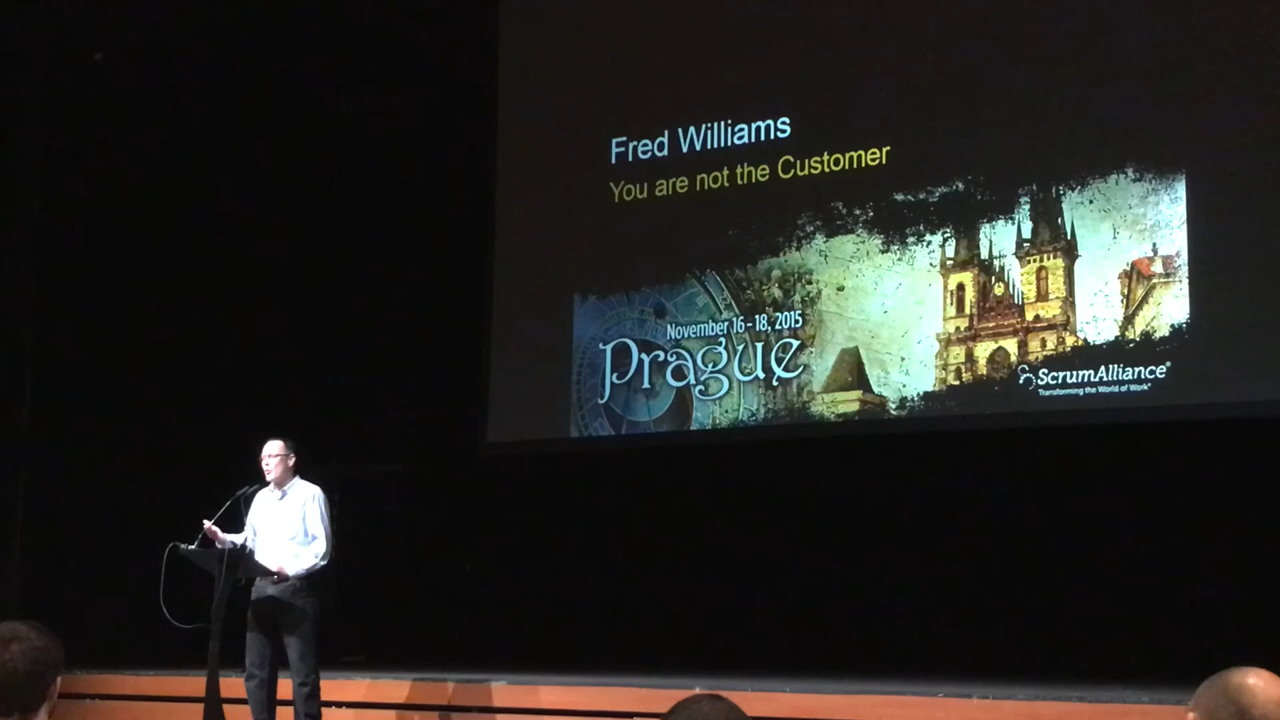 Fred Williams
You are not the Customer
November 16 - 18, 2015
Prague
ScrumAlliance®
Transforming the World of Work®